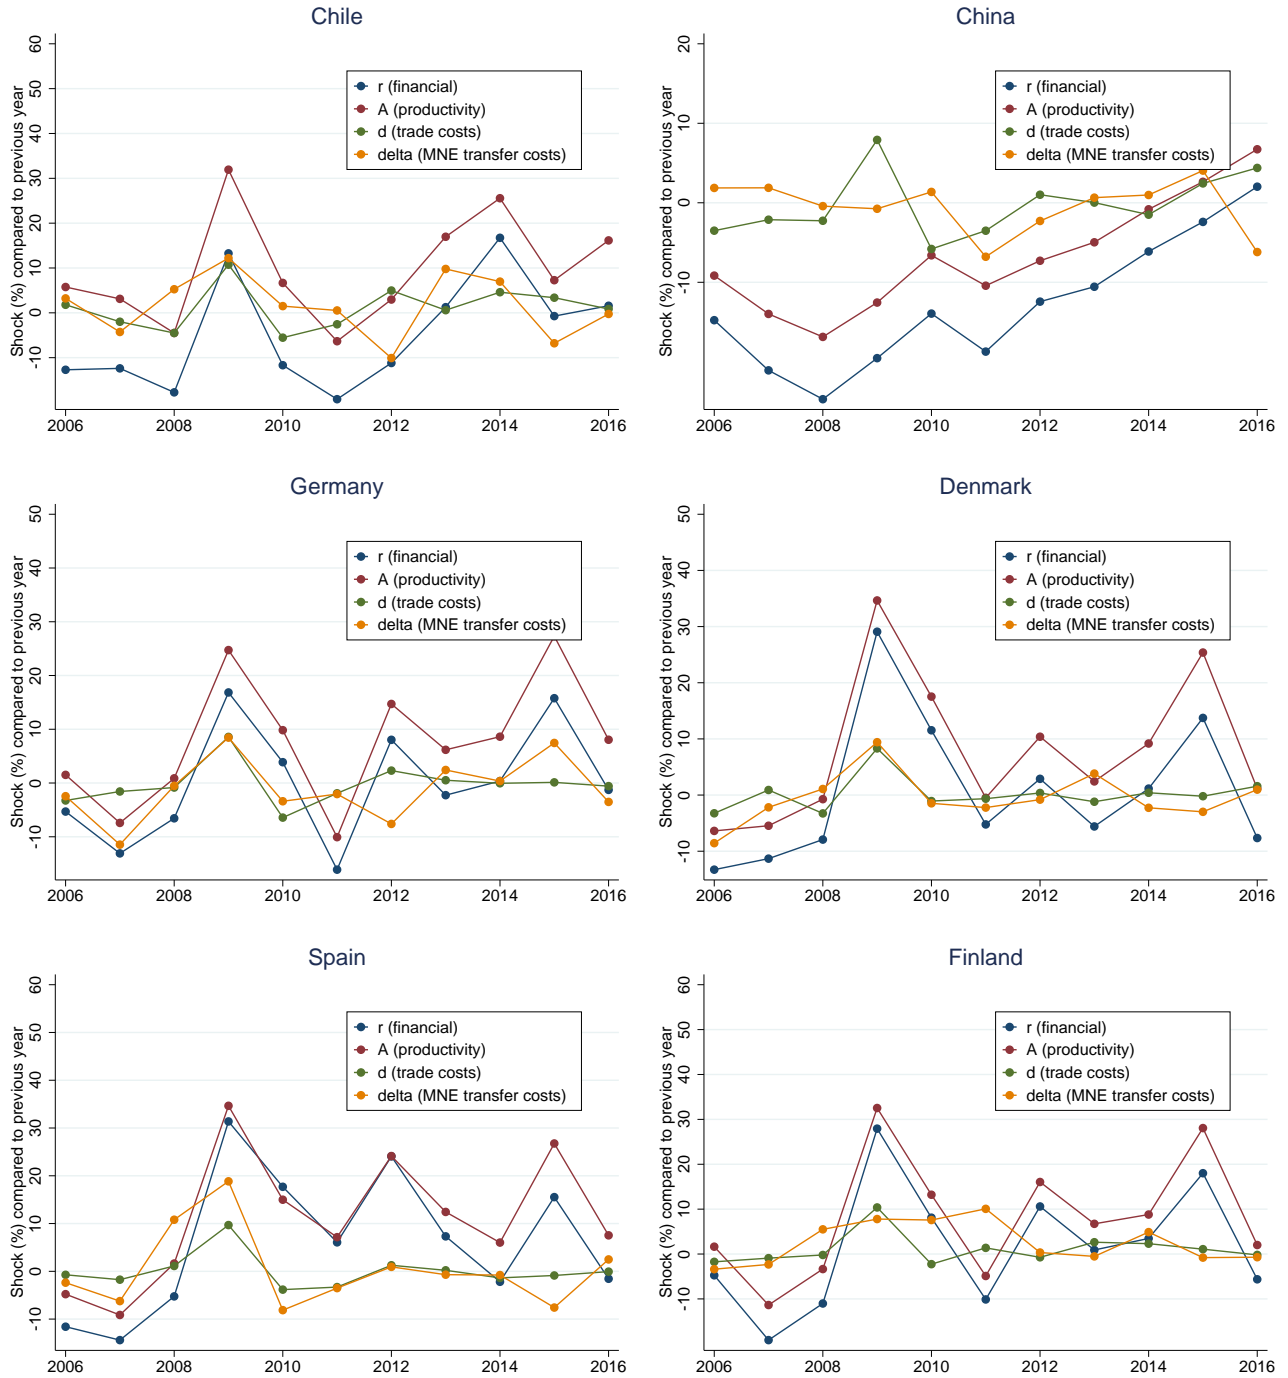 Chile
Shock (%) compared to previous year
60
50
40
30
20
10
0
-10
r (financial)
A (productivity)
d (trade costs)
delta (MNE transfer costs)
2006 2008 2010 2012 2014 2016
China
Shock (%) compared to previous year
20
10
0
-10
r (financial)
A (productivity)
d (trade costs)
delta (MNE transfer costs)
2006 2008 2010 2012 2014 2016
Germany
Shock (%) compared to previous year
50
40
30
20
10
0
-10
r (financial)
A (productivity)
d (trade costs)
delta (MNE transfer costs)
2006 2008 2010 2012 2014 2016
Denmark
Shock (%) compared to previous year
50
40
30
20
10
0
-10
r (financial)
A (productivity)
d (trade costs)
delta (MNE transfer costs)
2006 2008 2010 2012 2014 2016
Spain
Shock (%) compared to previous year
60
50
40
30
20
10
0
-10
r (financial)
A (productivity)
d (trade costs)
delta (MNE transfer costs)
2006 2008 2010 2012 2014 2016
Finland
Shock (%) compared to previous year
60
50
40
30
20
10
0
-10
r (financial)
A (productivity)
d (trade costs)
delta (MNE transfer costs)
2006 2008 2010 2012 2014 2016